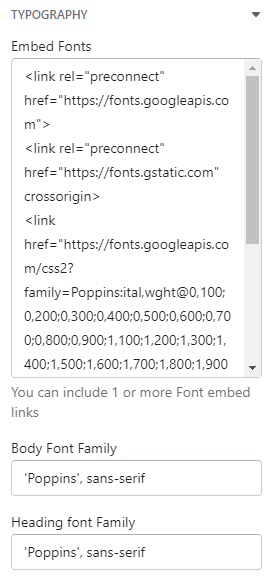 TYPOGRAPHY
Embed Fonts
<link rel="preconnect"
href="https://fonts.googleapis.co
m">
<link rel="preconnect"
href="https://fonts.gstatic.com"
crossorigin>
<link
href="https://fonts.googleapis.co
m/css2?
family=Poppins:ital,wght@0,100;
0,200;0,300;0,400;0,500;0,600;0,70
0;0,800;0,900;1,100;1,200;1,300;1,
400;1,500;1,600;1,700;1,800;1,900
You can include 1 or more Font embed
links
Body Font Family
'Poppins', sans-serif
Heading font Family
'Poppins', sans-serif